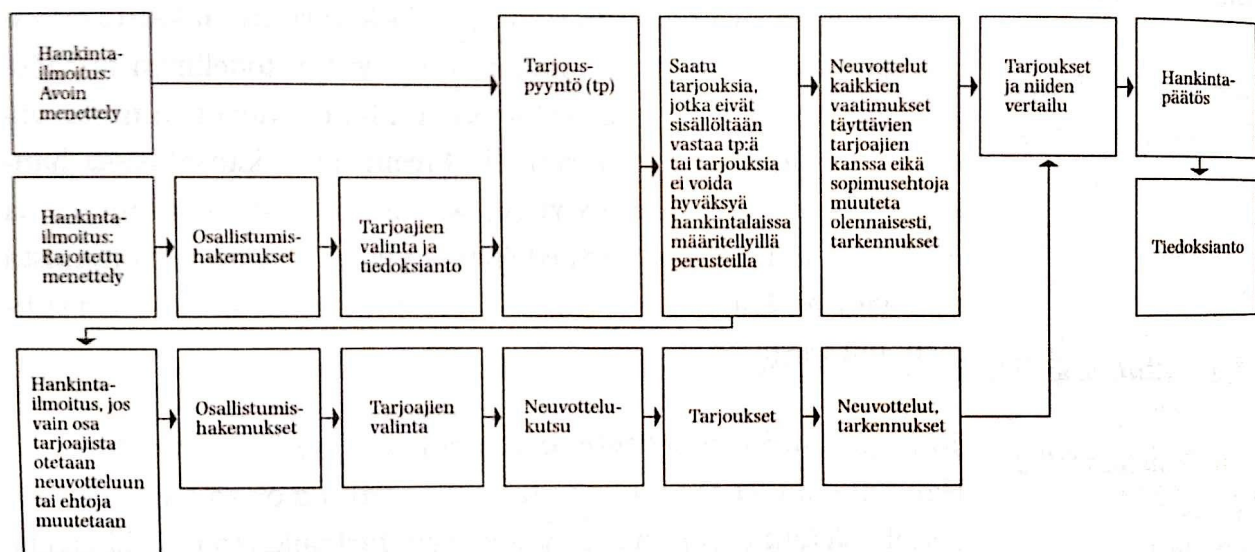 Hankinta-
ilmoitus:
Avoin
menettely
Tarjous-
pyyntö (tp)
Saatu
tarjouksia,
jotka eivät
sisällöltään
vastaa tp:ä
tai tarjouksia
ei voida
hyväksyä
hankintalaissa
määritellyillä
perusteilla
Neuvottelut
kaikkien
vaatimukset
täyttävien
tarjoajien
kanssa eikä
sopimusehtoja
muuteta
olennaisesti,
tarkennukset
Tarjoukset
ja niiden
vertailu
Hankinta-
päätös
Hankinta-
ilmoitus:
Rajoitettu
menettely
Osallistumis-
hakemukset
Tarjoajien
valinta ja
tiedoksianto
Tiedoksianto
Hankinta-
ilmoitus, jos
vain osa
tarjoajista
otetaan
neuvotteluun
tai ehtoja
muutetaan
Osallistumis-
hakemukset
Tarjoajien
valinta
Neuvottelu-
kutsu
Tarjoukset
Neuvottelut,
tarkennukset